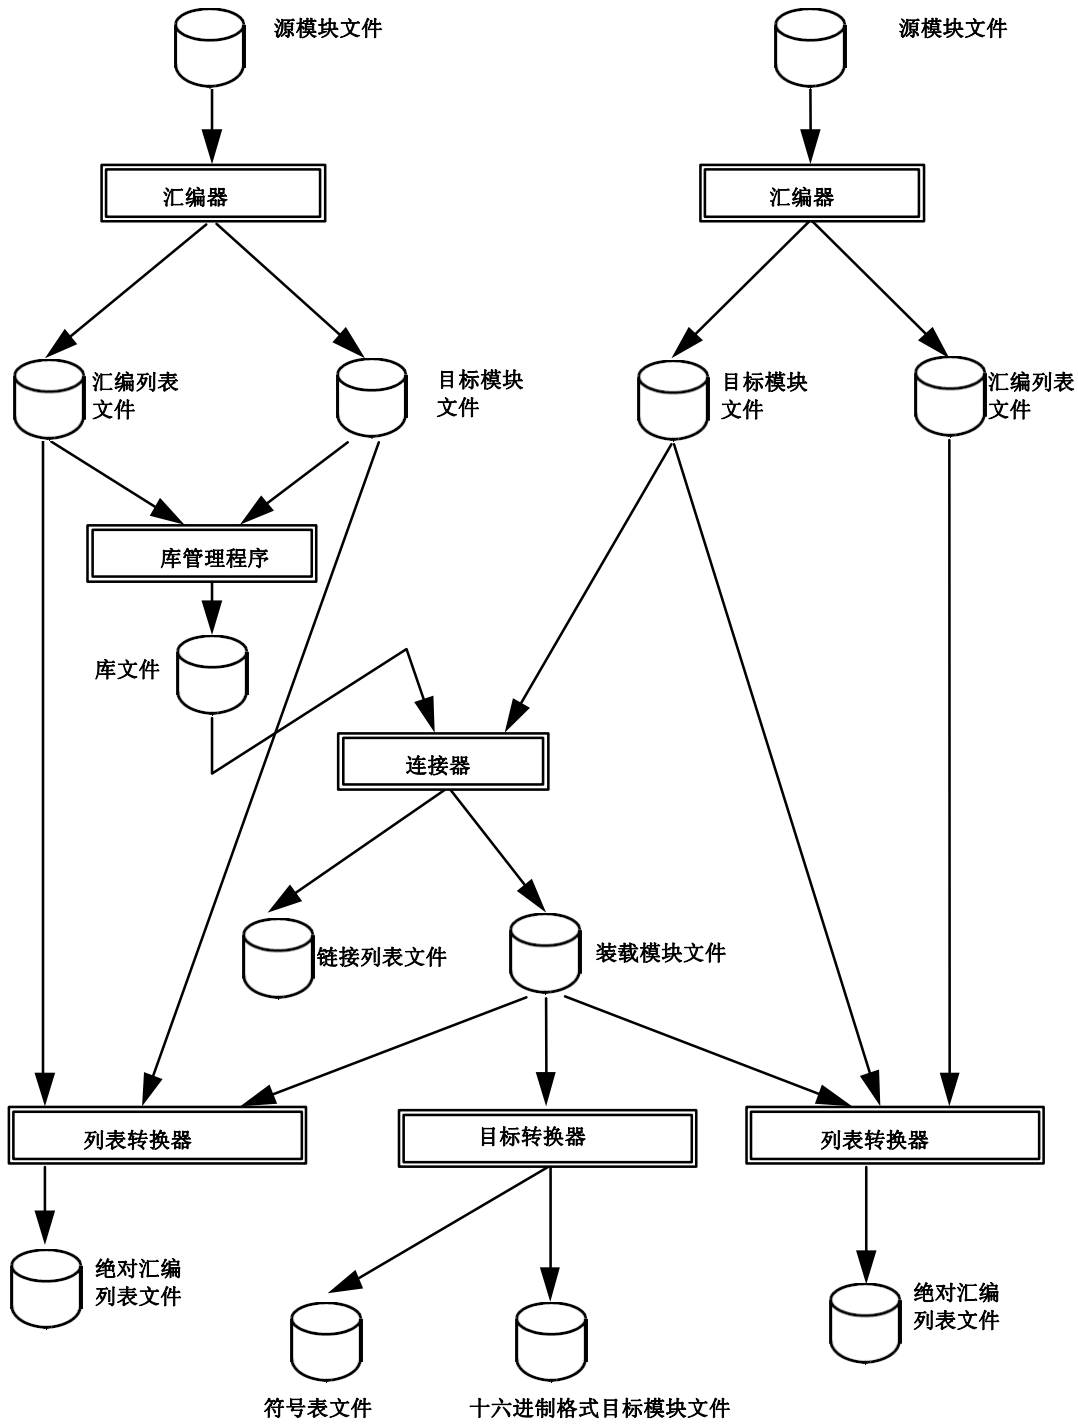 源模块文件
源模块文件
汇编器
汇编器
汇编列表
文件
目标模块
文件
目标模块
文件
汇编列表
文件
库管理程序
库文件
连接器
链接列表文件
装载模块文件
列表转换器
目标转换器
列表转换器
绝对汇编
列表文件
绝对汇编
列表文件
符号表文件
十六进制格式目标模块文件